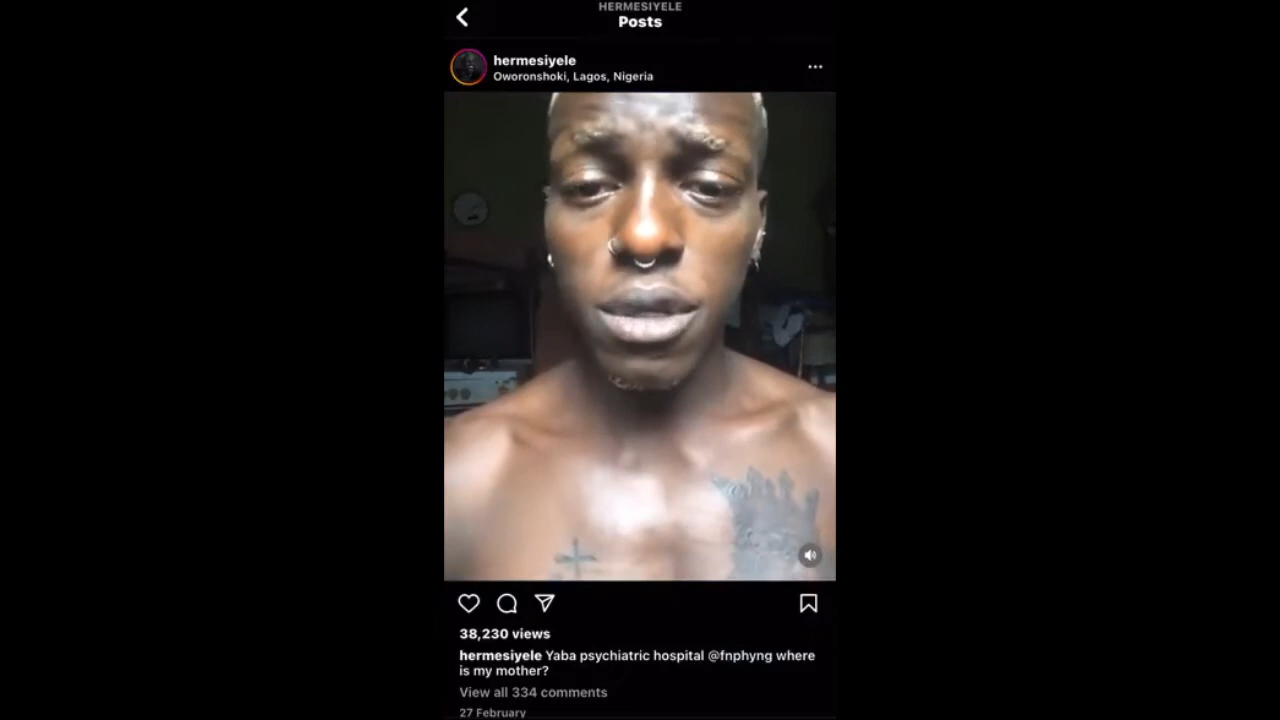 HERMESIYELE
Posts
hermesiyele
Oworonshoki, Lagos, Nigeria
38,230 views
hermesiyele Yaba psychiatric hospital @fnphyng where
is my mother?
View all 334 comments
27 February